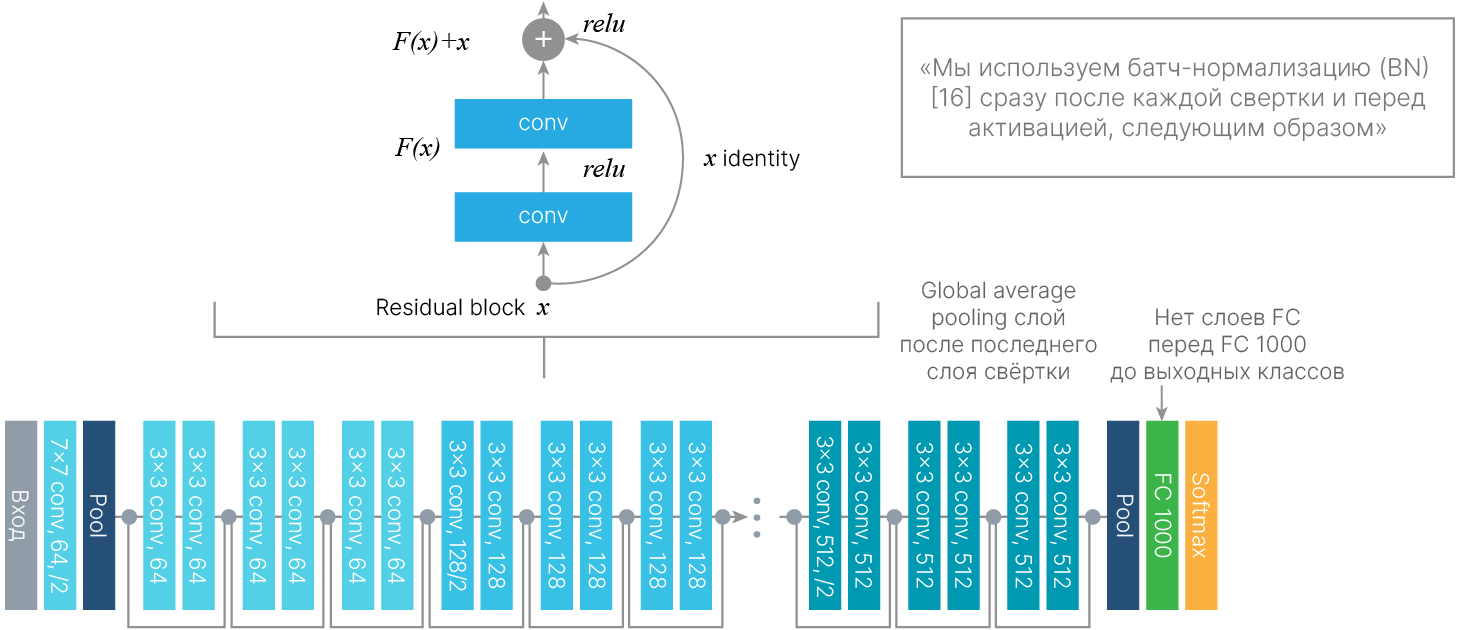 relu
F(x)+x
conv
F(x)
relu
x identity
conv
Residual block x
«Мы используем батч-нормализацию (BN)
[16] сразу после каждой свертки и перед
активацией, следующим образом»
Global average
pooling слой
после последнего
слоя свёртки
Нет слоев FC
перед FC 1000
до выходных классов
Вход
7×7 conv, 64, /2
Pool
3×3 conv, 64
3×3 conv, 64
3×3 conv, 64
3×3 conv, 64
3×3 conv, 64
3×3 conv, 64
3×3 conv, 128/2
3×3 conv, 128
3×3 conv, 128
3×3 conv, 128
3×3 conv, 128
3×3 conv, 128
3×3 conv, 512, /2
3×3 conv, 512
3×3 conv, 512
3×3 conv, 512
3×3 conv, 512
3×3 conv, 512
Pool
FC 1000
Softmax